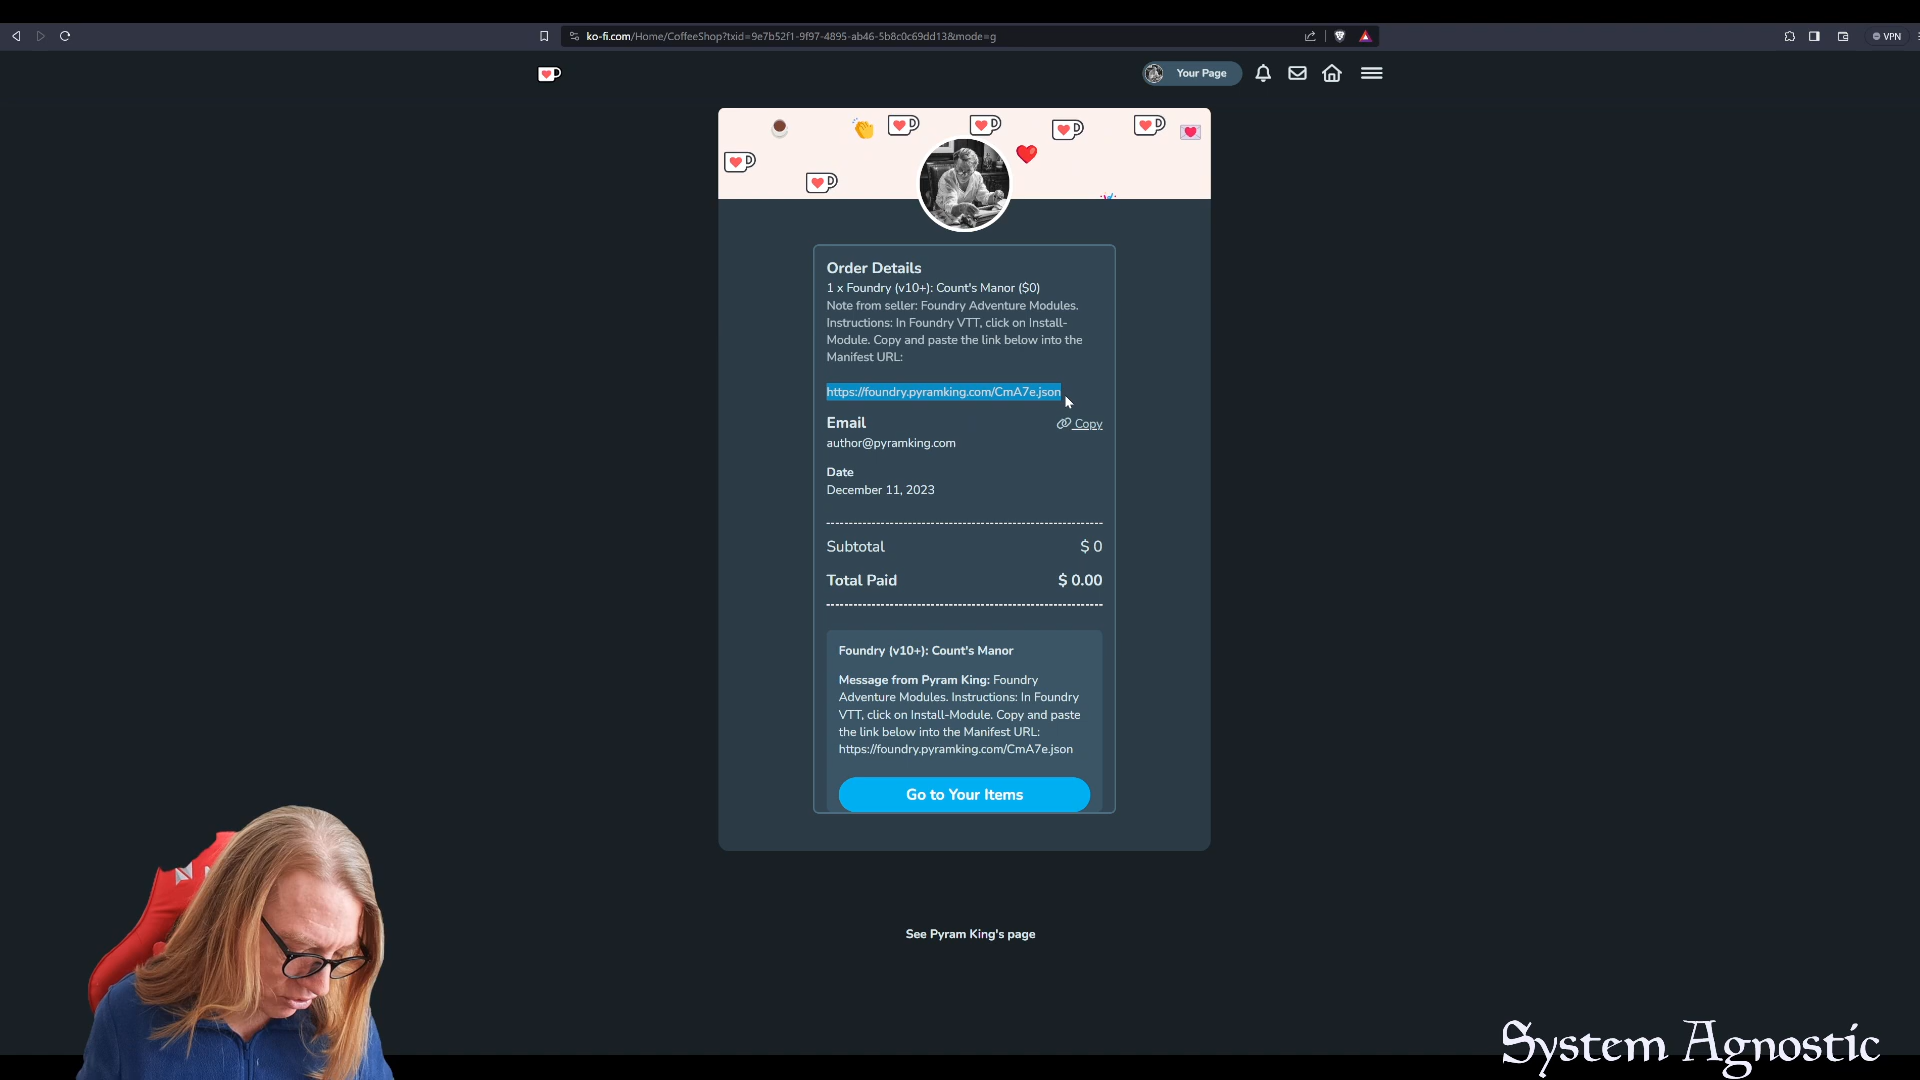 ko-fi.com/Home/CoffeeShop?txid=9e7b52f1-9f97-4895-ab46-5b8c0c69dd13&mode=g
VPN
Your Page
Order Details
1 x Foundry (v10+): Count's Manor ($0)
Note from seller: Foundry Adventure Modules.
Instructions: In Foundry VTT, click on Install-
Module. Copy and paste the link below into the
Manifest URL:
https://foundry.pyramking.com/CmA7e.json
Email
Copy
author@pyramking.com
Date
December 11, 2023
Subtotal $ 0
Total Paid $ 0.00
Foundry (v10+): Count's Manor
Message from Pyram King: Foundry
Adventure Modules. Instructions: In Foundry
VTT, click on Install-Module. Copy and paste
the link below into the Manifest URL:
https://foundry.pyramking.com/CmA7e.json
Go to Your Items
See Pyram King's page
System Agnostic